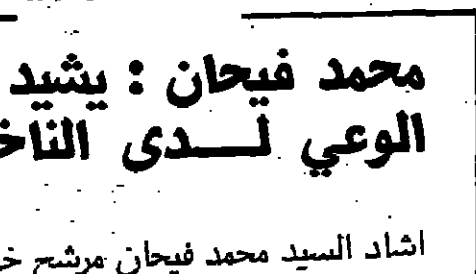 محمد فيحان : يشيد
الوعي لـــدى الناخ
اشاد السيد محمد فيحان مرشح خ